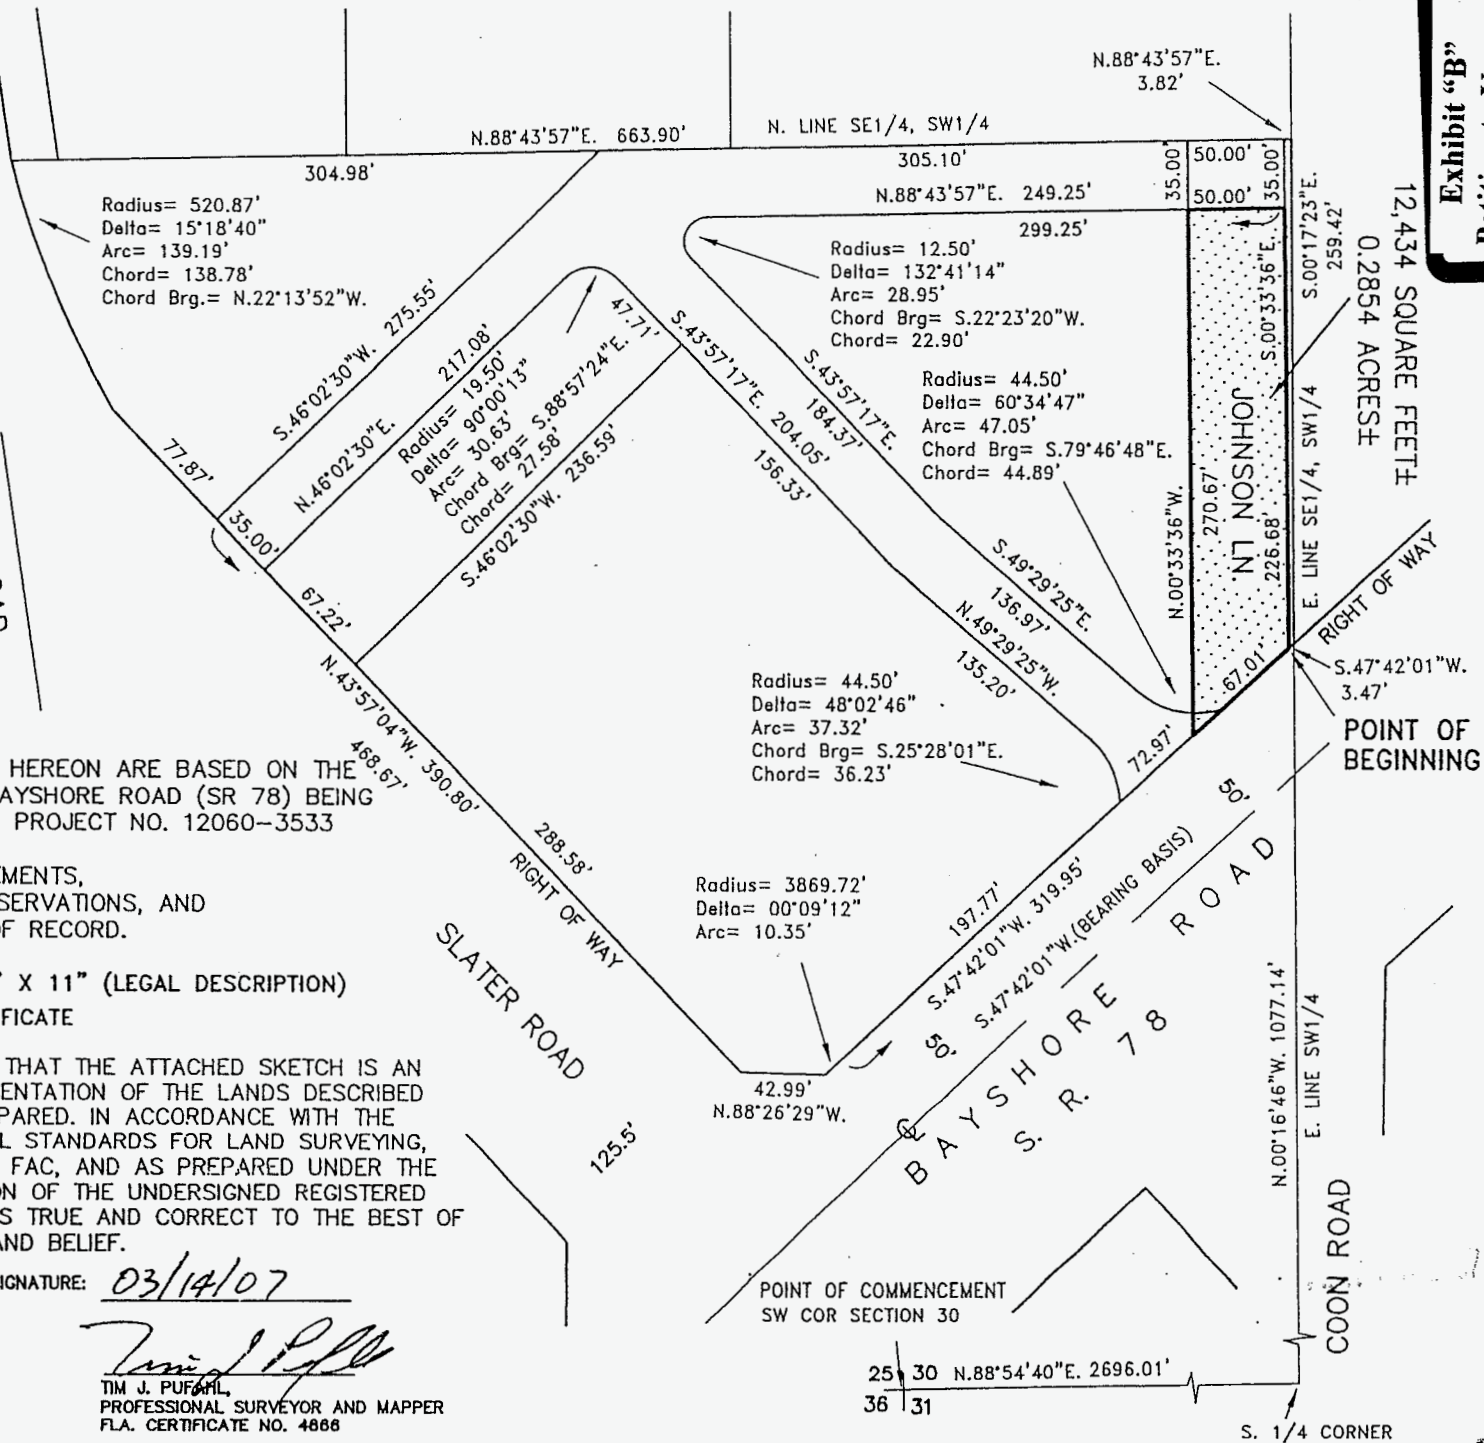 N.88°43'57"E.
3.82'
Exhibit "B"
N.88°43'57"E. 663.90'
N. LINE SE1/4, SW1/4
304.98'
305.10'
35.00'
50.00'
35.00'
N.88°43'57"E. 249.25'
50.00'
299.25'
S.00°17'23"E.
259.42'
12,434 SQUARE FEET±
0.2854 ACRES±
Radius= 520.87'
Delta= 15°18'40"
Arc= 139.19'
Chord= 138.78'
Chord Brg.= N.22°13'52"W.
Radius= 12.50'
Delta= 132°41'14"
Arc= 28.95'
Chord Brg= S.22°23'20"W.
Chord= 22.90'
S.46°02'30"W. 275.55'
N.46°02'30"E. 217.08'
Radius= 19.50'
Delta= 90°00'13"
Arc= 30.63'
Chord Brg= S.88°57'24"E.
Chord= 27.58'
S.46°02'30"W. 236.59'
47.71'
S.43°57'17"E. 204.05'
156.33'
S.43°57'17"E.
184.37'
Radius= 44.50'
Delta= 60°34'47"
Arc= 47.05'
Chord Brg= S.79°46'48"E.
Chord= 44.89'
S.00°33'36"E.
226.68'
JOHNSON LN.
N.00°33'36"W.
270.67'
E. LINE SE1/4, SW1/4
77.87'
35.00'
67.22'
S.49°29'25"E.
136.97'
N.49°29'25"W.
135.20'
67.01'
RIGHT OF WAY
S.47°42'01"W.
3.47'
POINT OF
BEGINNING
Radius= 44.50'
Delta= 48°02'46"
Arc= 37.32'
Chord Brg= S.25°28'01"E.
Chord= 36.23'
72.97'
N.43°57'04"W. 390.80'
468.67'
288.58'
RIGHT OF WAY
HEREON ARE BASED ON THE
AYSHORE ROAD (SR 78) BEING
PROJECT NO. 12060-3533
EMENTS,
SERVATIONS, AND
OF RECORD.
X 11" (LEGAL DESCRIPTION)
FICATE
THAT THE ATTACHED SKETCH IS AN
ENTATION OF THE LANDS DESCRIBED
PARED. IN ACCORDANCE WITH THE
L STANDARDS FOR LAND SURVEYING,
FAC, AND AS PREPARED UNDER THE
ON OF THE UNDERSIGNED REGISTERED
S TRUE AND CORRECT TO THE BEST OF
AND BELIEF.
IGNATURE: 03/14/07
TIM J. PUFAHL,
PROFESSIONAL SURVEYOR AND MAPPER
FLA. CERTIFICATE NO. 4666
SLATER ROAD
Radius= 3869.72'
Delta= 00°09'12"
Arc= 10.35'
197.77'
S.47°42'01"W. 319.95'
S.47°42'01"W.(BEARING BASIS)
50'
50'
BAYSHORE ROAD
S. R. 78
42.99'
N.88°26'29"W.
125.5'
N.00°16'46"W. 1077.14'
E. LINE SW1/4
COON ROAD
POINT OF COMMENCEMENT
SW COR SECTION 30
25 30 N.88°54'40"E. 2696.01'
36 31
S. 1/4 CORNER